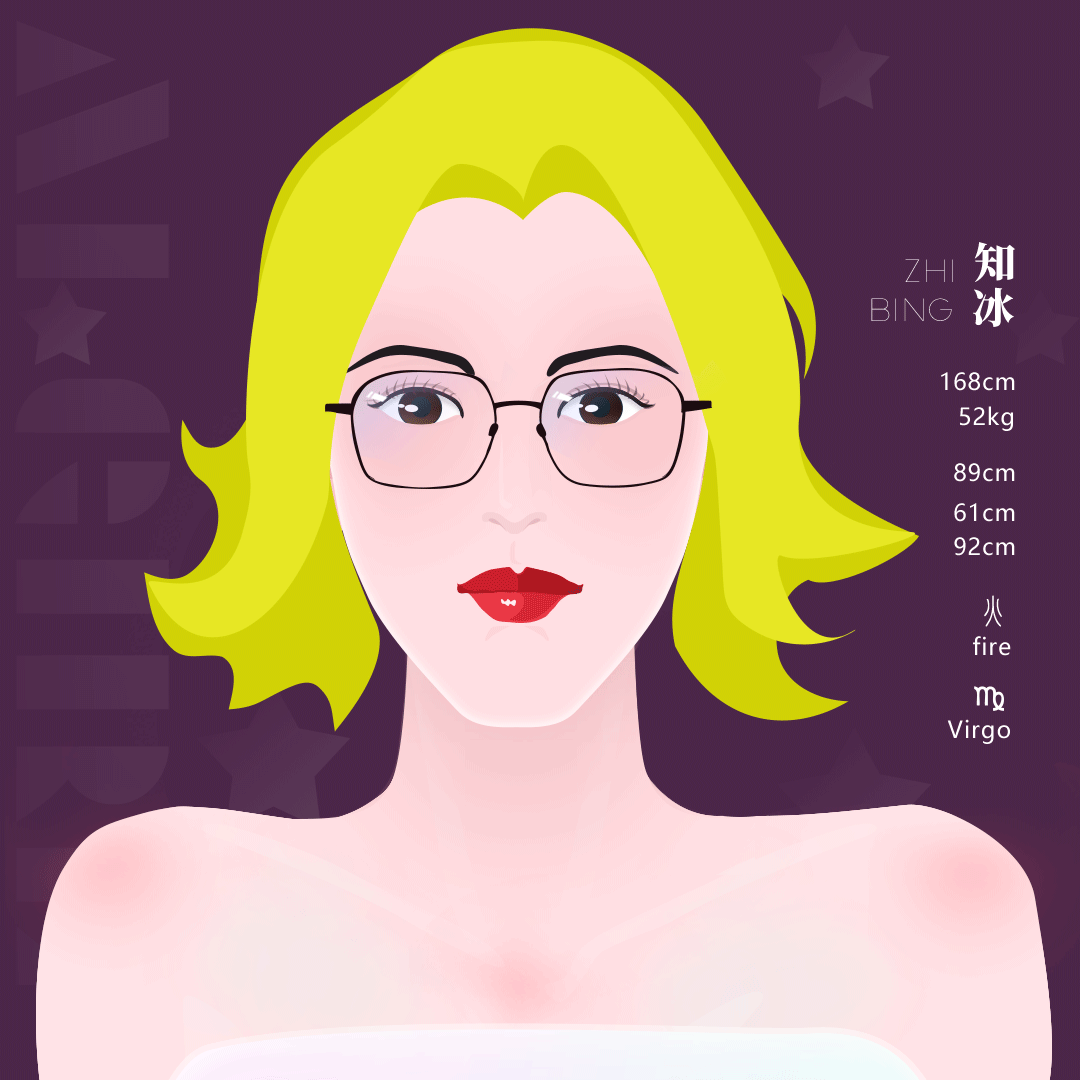 知冰
ZHI
BING
168cm
52kg
89cm
61cm
92cm
火
fire
♍
Virgo